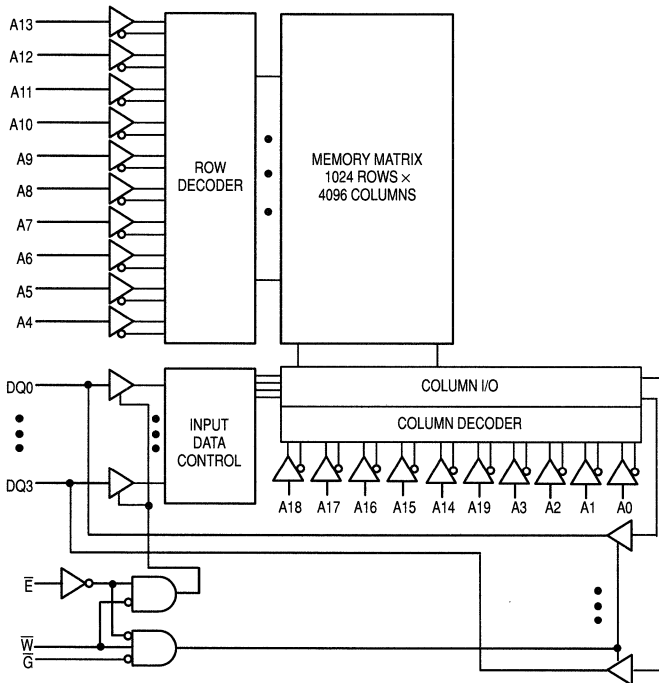 A13
A12
A11
A10
A9
A8
A7
A6
A5
A4
ROW
DECODER
MEMORY MATRIX
1024 ROWS ×
4096 COLUMNS
DQ0
DQ3
INPUT
DATA
CONTROL
COLUMN I/O
COLUMN DECODER
A18 A17 A16 A15 A14 A19 A3 A2 A1 A0
E̅
W̅
G̅